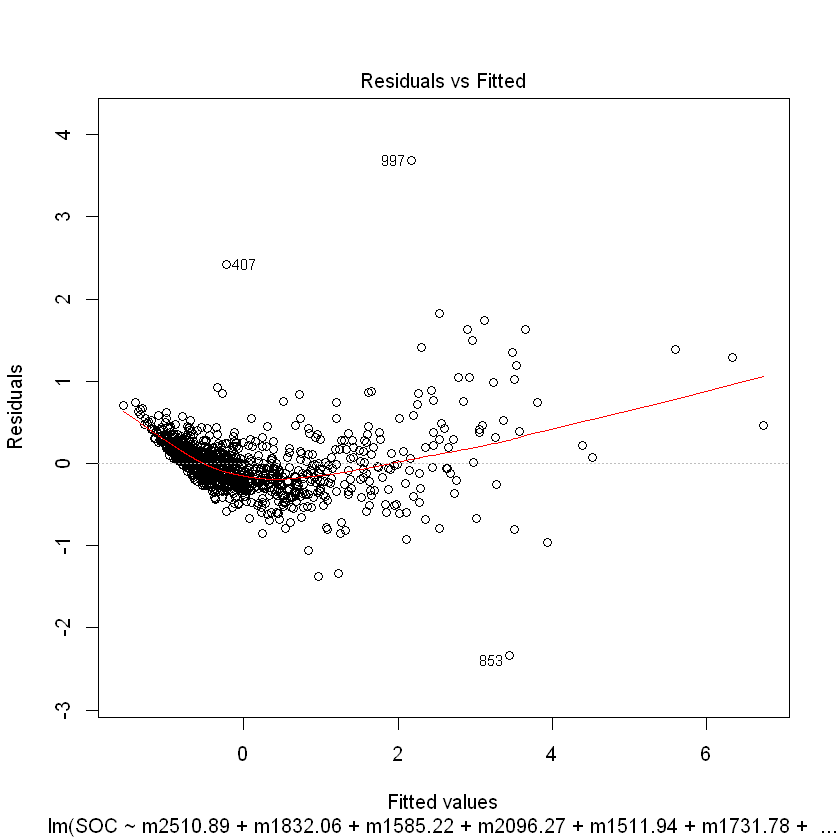 Residuals vs Fitted
4
997
3
407
2
1
0
-1
-2
853
-3
Residuals
0 2 4 6
Fitted values
lm(SOC ~ m2510.89 + m1832.06 + m1585.22 + m2096.27 + m1511.94 + m1731.78 + ...